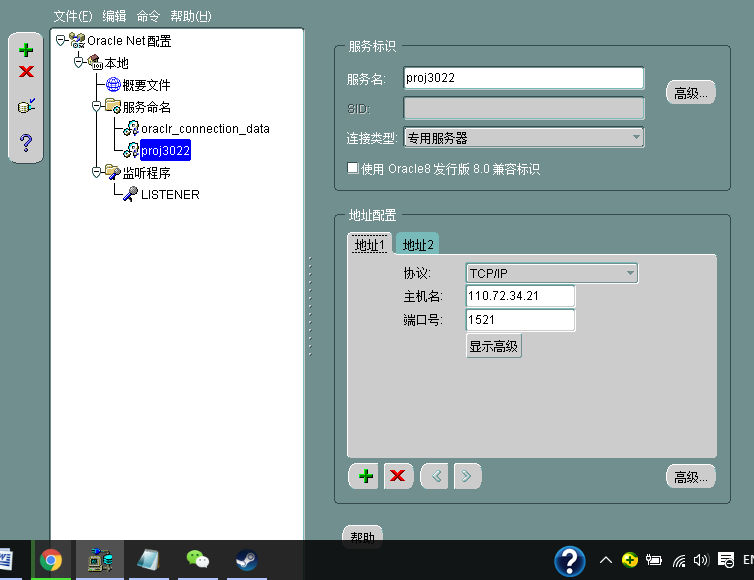 文件(F) 编辑 命令 帮助(H)
Oracle Net 配置
本地
概要文件
服务命名
oraclr_connection_data
proj3022
监听程序
LISTENER
服务标识
服务名: proj3022
高级...
SID:
连接类型: 专用服务器
使用 Oracle8 发行版 8.0 兼容标识
地址配置
地址1 地址2
协议: TCP/IP
主机名: 110.72.34.21
端口号: 1521
显示高级
高级...
帮助
EN